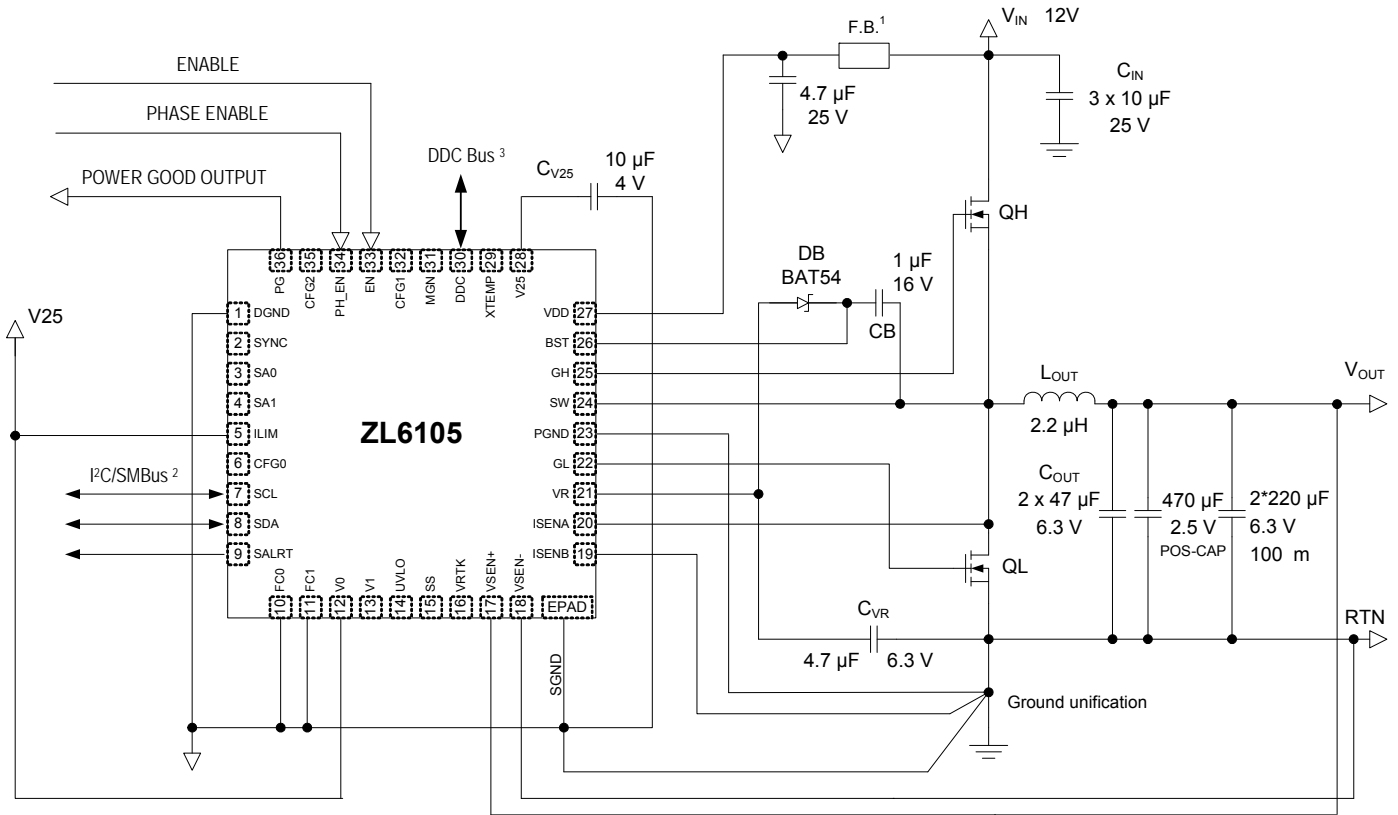 ENABLE
PHASE ENABLE
POWER GOOD OUTPUT
DDC Bus 3
CV25
10 µF
4 V
F.B.1
4.7 µF
25 V
VIN 12V
CIN
3 x 10 µF
25 V
QH
DB
BAT54
1 µF
16 V
CB
V25
I2C/SMBus 2
ZL6105
36 PG
35 CFG2
34 PH_EN
33 EN
32 CFG1
31 MGN
30 DDC
29 XTEMP
28 V25
1 DGND
2 SYNC
3 SA0
4 SA1
5 ILIM
6 CFG0
7 SCL
8 SDA
9 SALRT
VDD 27
BST 26
GH 25
SW 24
PGND 23
GL 22
VR 21
ISENA 20
ISENB 19
10 FC0
11 FC1
12 V0
13 V1
14 UVLO
15 SS
16 VRTK
17 VSEN+
18 VSEN-
EPAD
SGND
LOUT
2.2 µH
VOUT
COUT
2 x 47 µF
6.3 V
470 µF
2.5 V
POS-CAP
2*220 µF
6.3 V
100 m
QL
CVR
4.7 µF
6.3 V
RTN
Ground unification